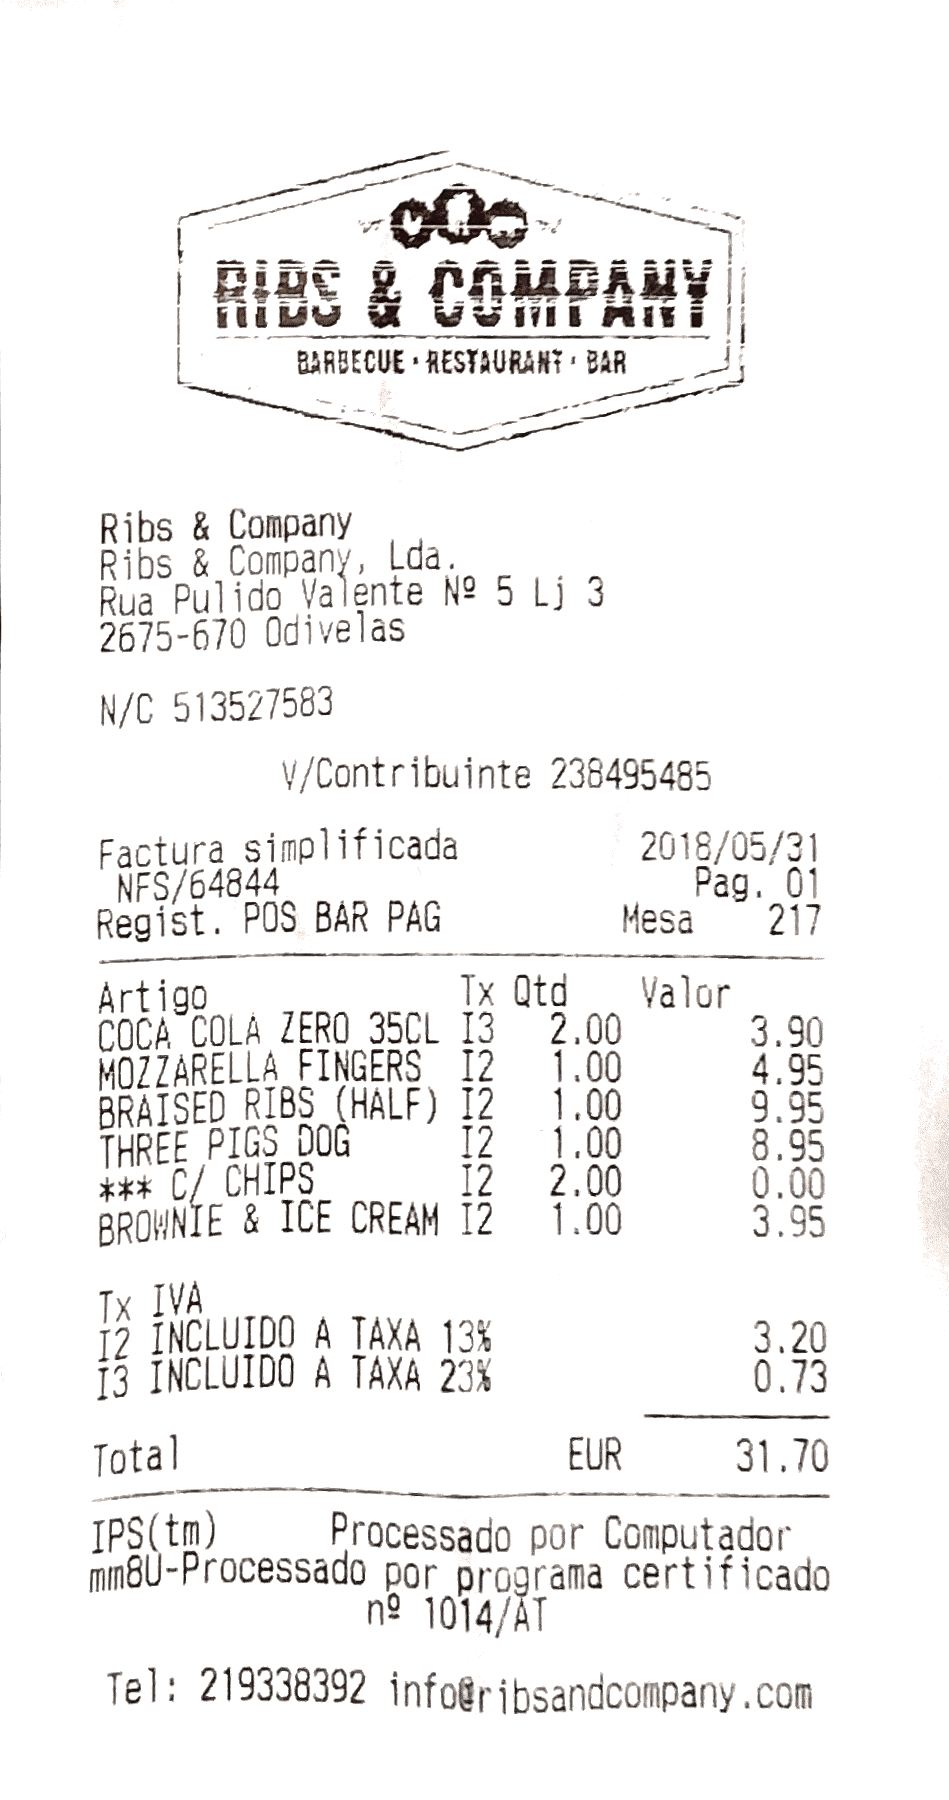 RIBS & COMPANY
BARBECUE · RESTAURANT · BAR
Ribs & Company
Ribs & Company, Lda.
Rua Pulido Valente Nº 5 Lj 3
2675-670 Odivelas
N/C 513527583
V/Contribuinte 238495485
Factura simplificada 2018/05/31
NFS/64844 Pag. 01
Regist. POS BAR PAG Mesa 217
Artigo Tx Qtd Valor
COCA COLA ZERO 35CL I3 2.00 3.90
MOZZARELLA FINGERS I2 1.00 4.95
BRAISED RIBS (HALF) I2 1.00 9.95
THREE PIGS DOG I2 1.00 8.95
*** C/ CHIPS I2 2.00 0.00
BROWNIE & ICE CREAM I2 1.00 3.95
Tx IVA
I2 INCLUIDO A TAXA 13% 3.20
I3 INCLUIDO A TAXA 23% 0.73
Total EUR 31.70
IPS(tm) Processado por Computador
mm8U-Processado por programa certificado
nº 1014/AT
Tel: 219338392 info@ribsandcompany.com